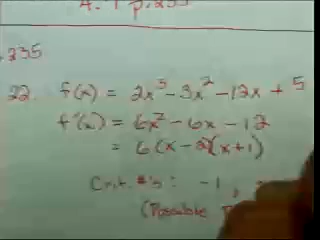 .235
22. f(x) = 2x³ - 3x² - 12x + 5
f'(x) = 6x² - 6x - 12
= 6(x - 2)(x + 1)
Crit. #'s: -1,
(Possible